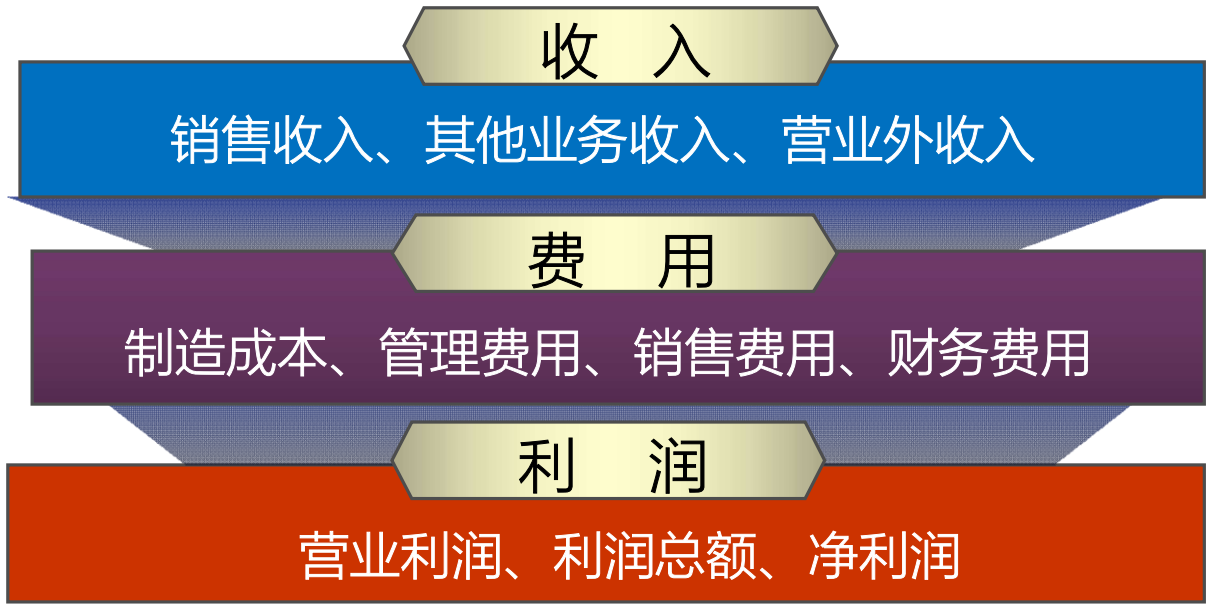 收 入
销售收入、其他业务收入、营业外收入
费 用
制造成本、管理费用、销售费用、财务费用
利 润
营业利润、利润总额、净利润